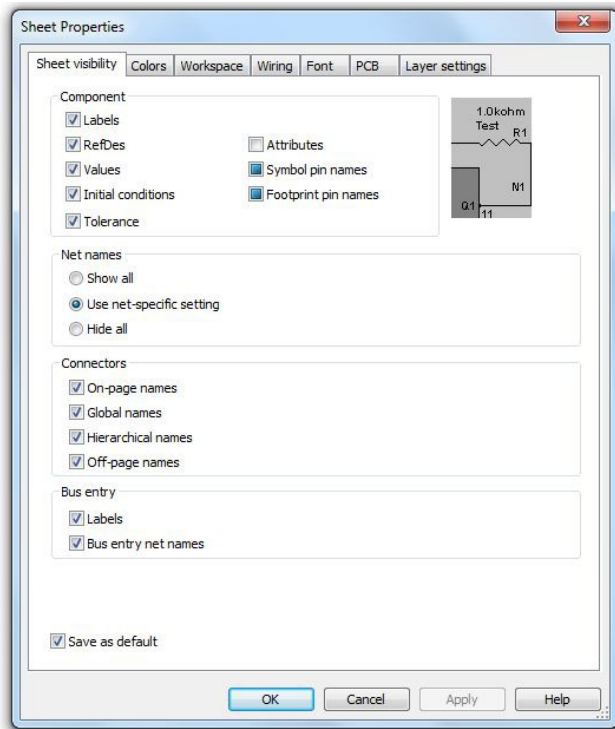 Sheet Properties
Sheet visibility Colors Workspace Wiring Font PCB Layer settings
Component
Labels
RefDes
Values
Initial conditions
Tolerance
Attributes
Symbol pin names
Footprint pin names
1.0kohm
Test
R1
N1
Q1
11
Net names
Show all
Use net-specific setting
Hide all
Connectors
On-page names
Global names
Hierarchical names
Off-page names
Bus entry
Labels
Bus entry net names
Save as default
OK Cancel Apply Help